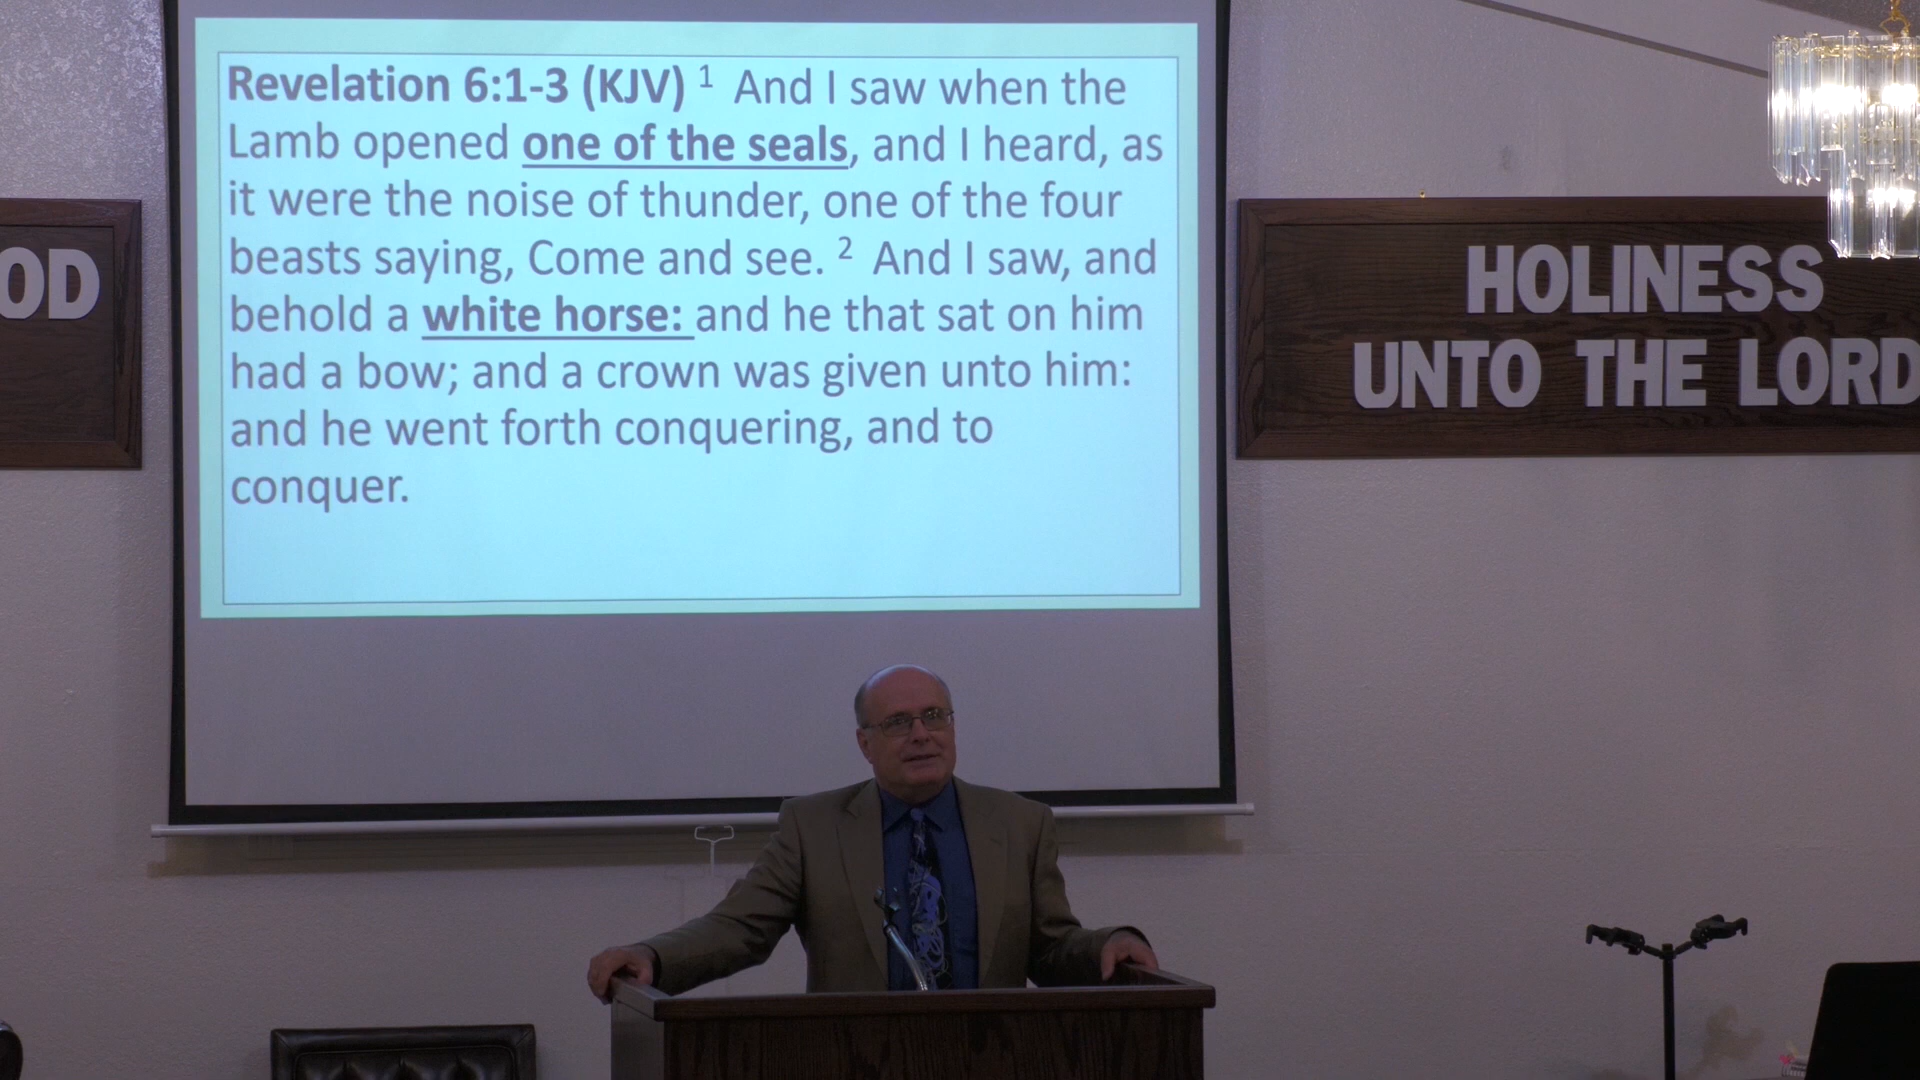 Revelation 6:1-3 (KJV) 1 And I saw when the
Lamb opened one of the seals, and I heard, as
it were the noise of thunder, one of the four
beasts saying, Come and see. 2 And I saw, and
behold a white horse: and he that sat on him
had a bow; and a crown was given unto him:
and he went forth conquering, and to
conquer.
OD
HOLINESS
UNTO THE LORD